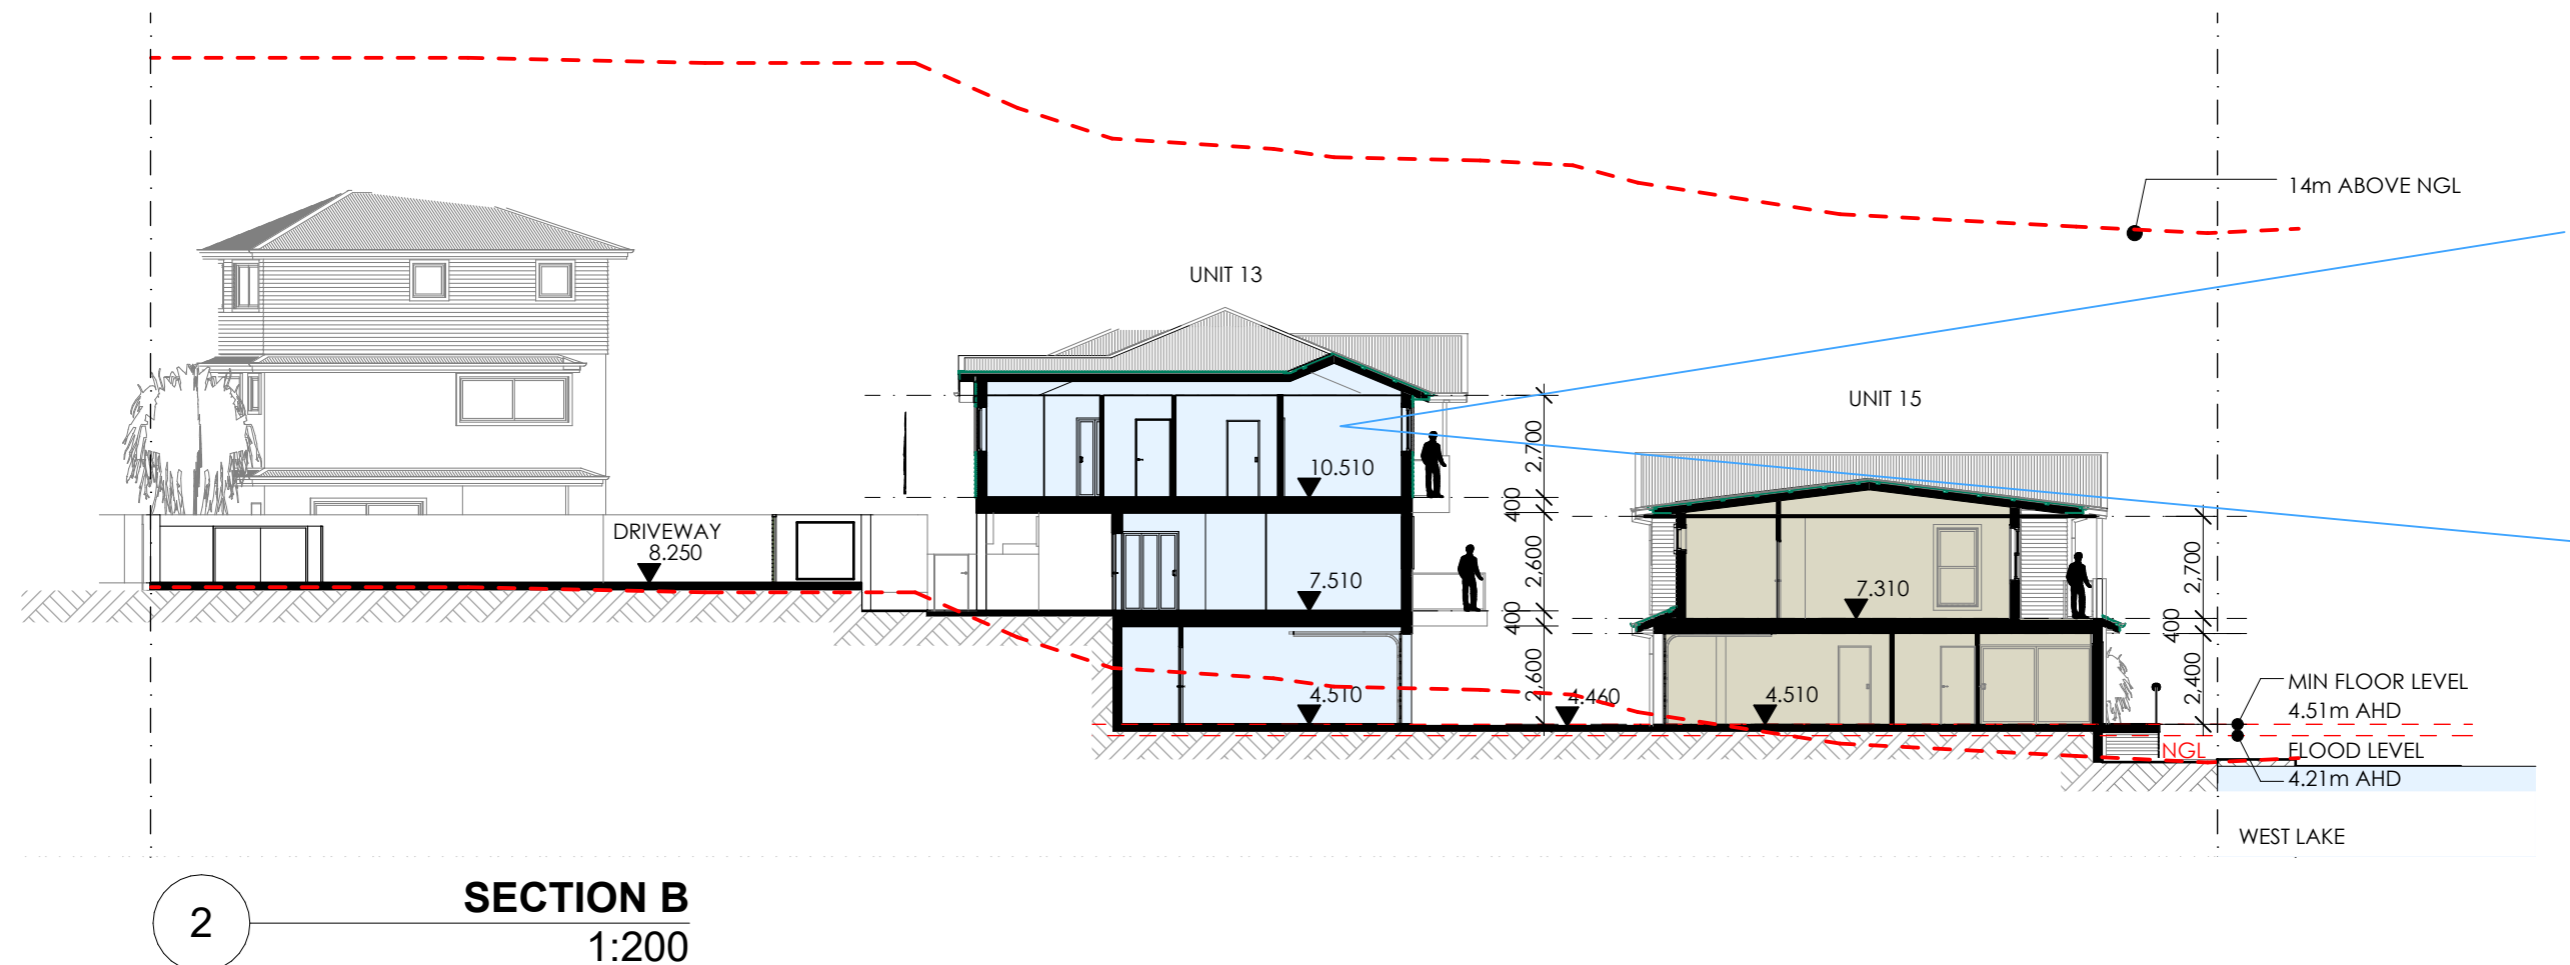 14m ABOVE NGL
UNIT 13
UNIT 15
2,700
10.510
400
DRIVEWAY
8.250
2,600
7.510
400
2,600
4.510
4.460
7.310
2,700
400
2,400
4.510
MIN FLOOR LEVEL
4.51m AHD
NGL
FLOOD LEVEL
4.21m AHD
WEST LAKE
2
SECTION B
1:200